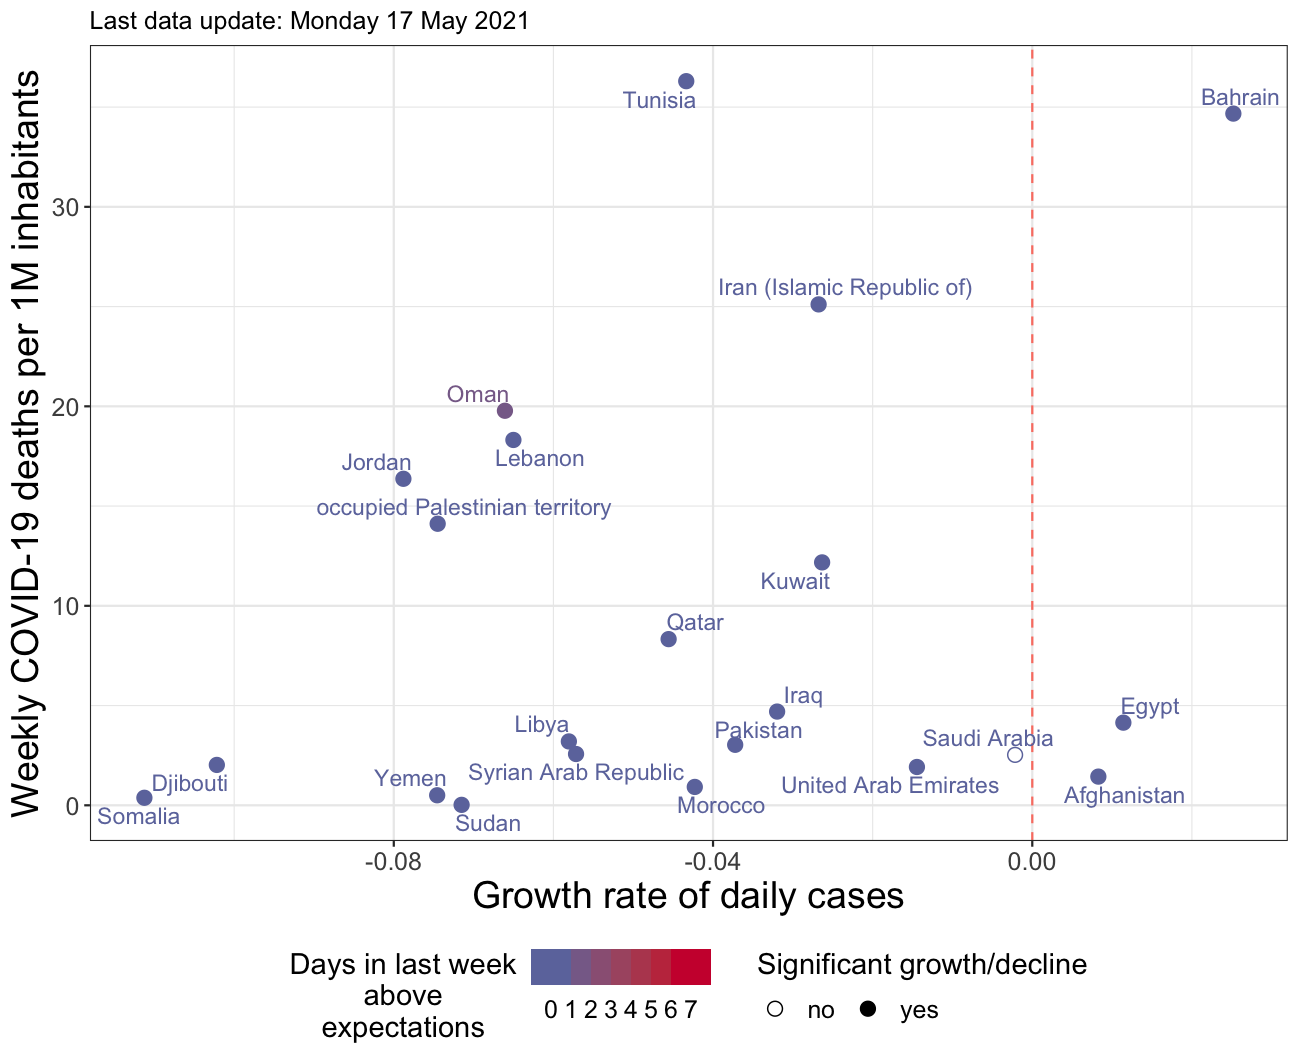 Last data update: Monday 17 May 2021
Weekly COVID-19 deaths per 1M inhabitants
30
20
10
0
Tunisia
Bahrain
Iran (Islamic Republic of)
Oman
Lebanon
Jordan
occupied Palestinian territory
Kuwait
Qatar
Iraq
Egypt
Libya
Pakistan
Saudi Arabia
Syrian Arab Republic
Yemen
Djibouti
United Arab Emirates
Afghanistan
Morocco
Somalia
Sudan
-0.08
-0.04
0.00
Growth rate of daily cases
Days in last week
above
expectations
0 1 2 3 4 5 6 7
Significant growth/decline
no
yes